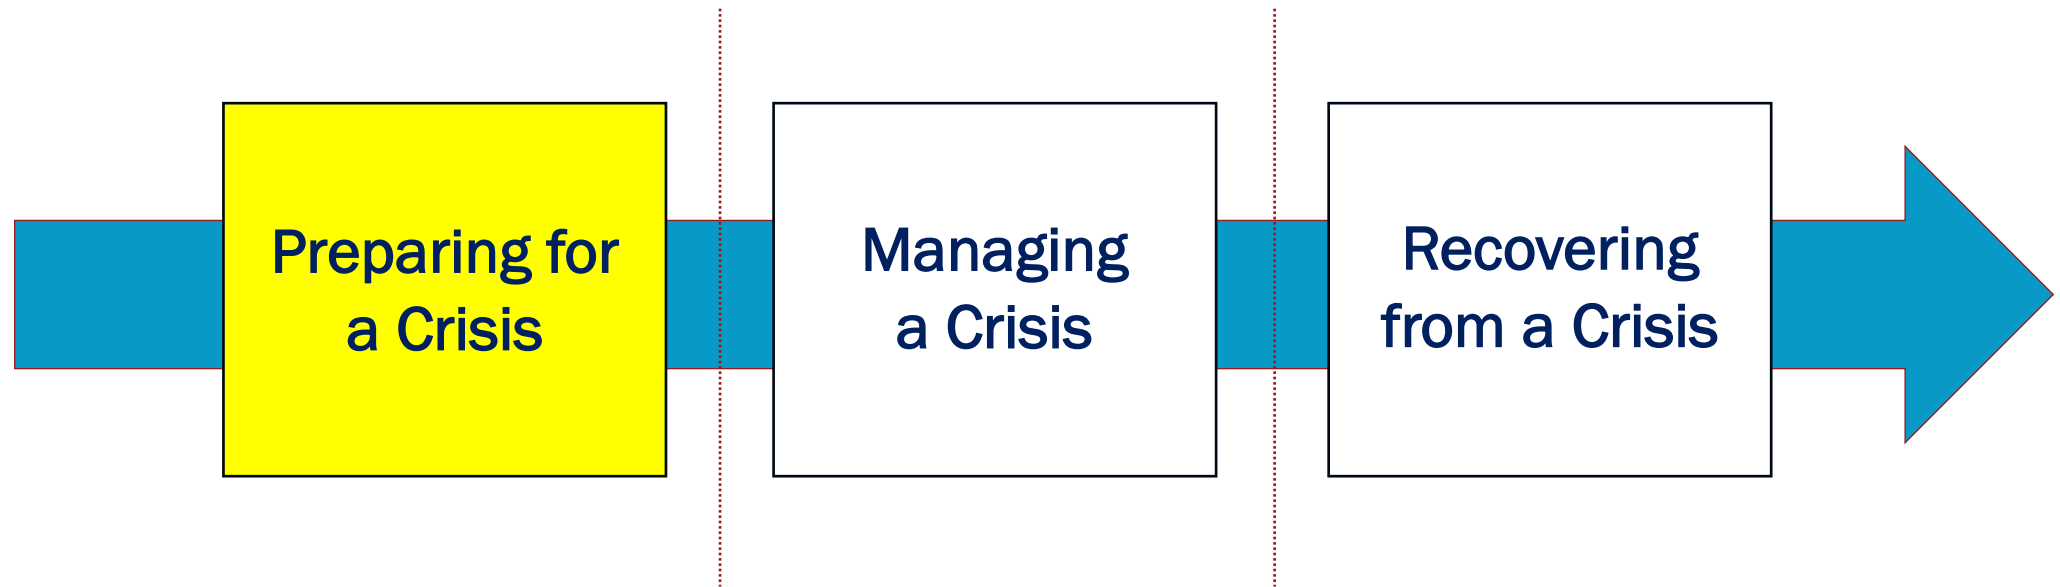 Preparing for
a Crisis
Managing
a Crisis
Recovering
from a Crisis